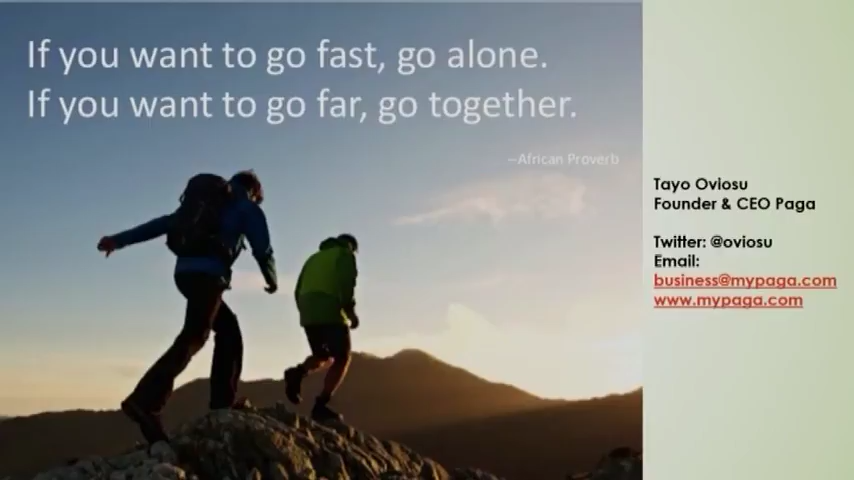 If you want to go fast, go alone.
If you want to go far, go together.
--African Proverb
Tayo Oviosu
Founder & CEO Paga
Twitter: @oviosu
Email:
business@mypaga.com
www.mypaga.com